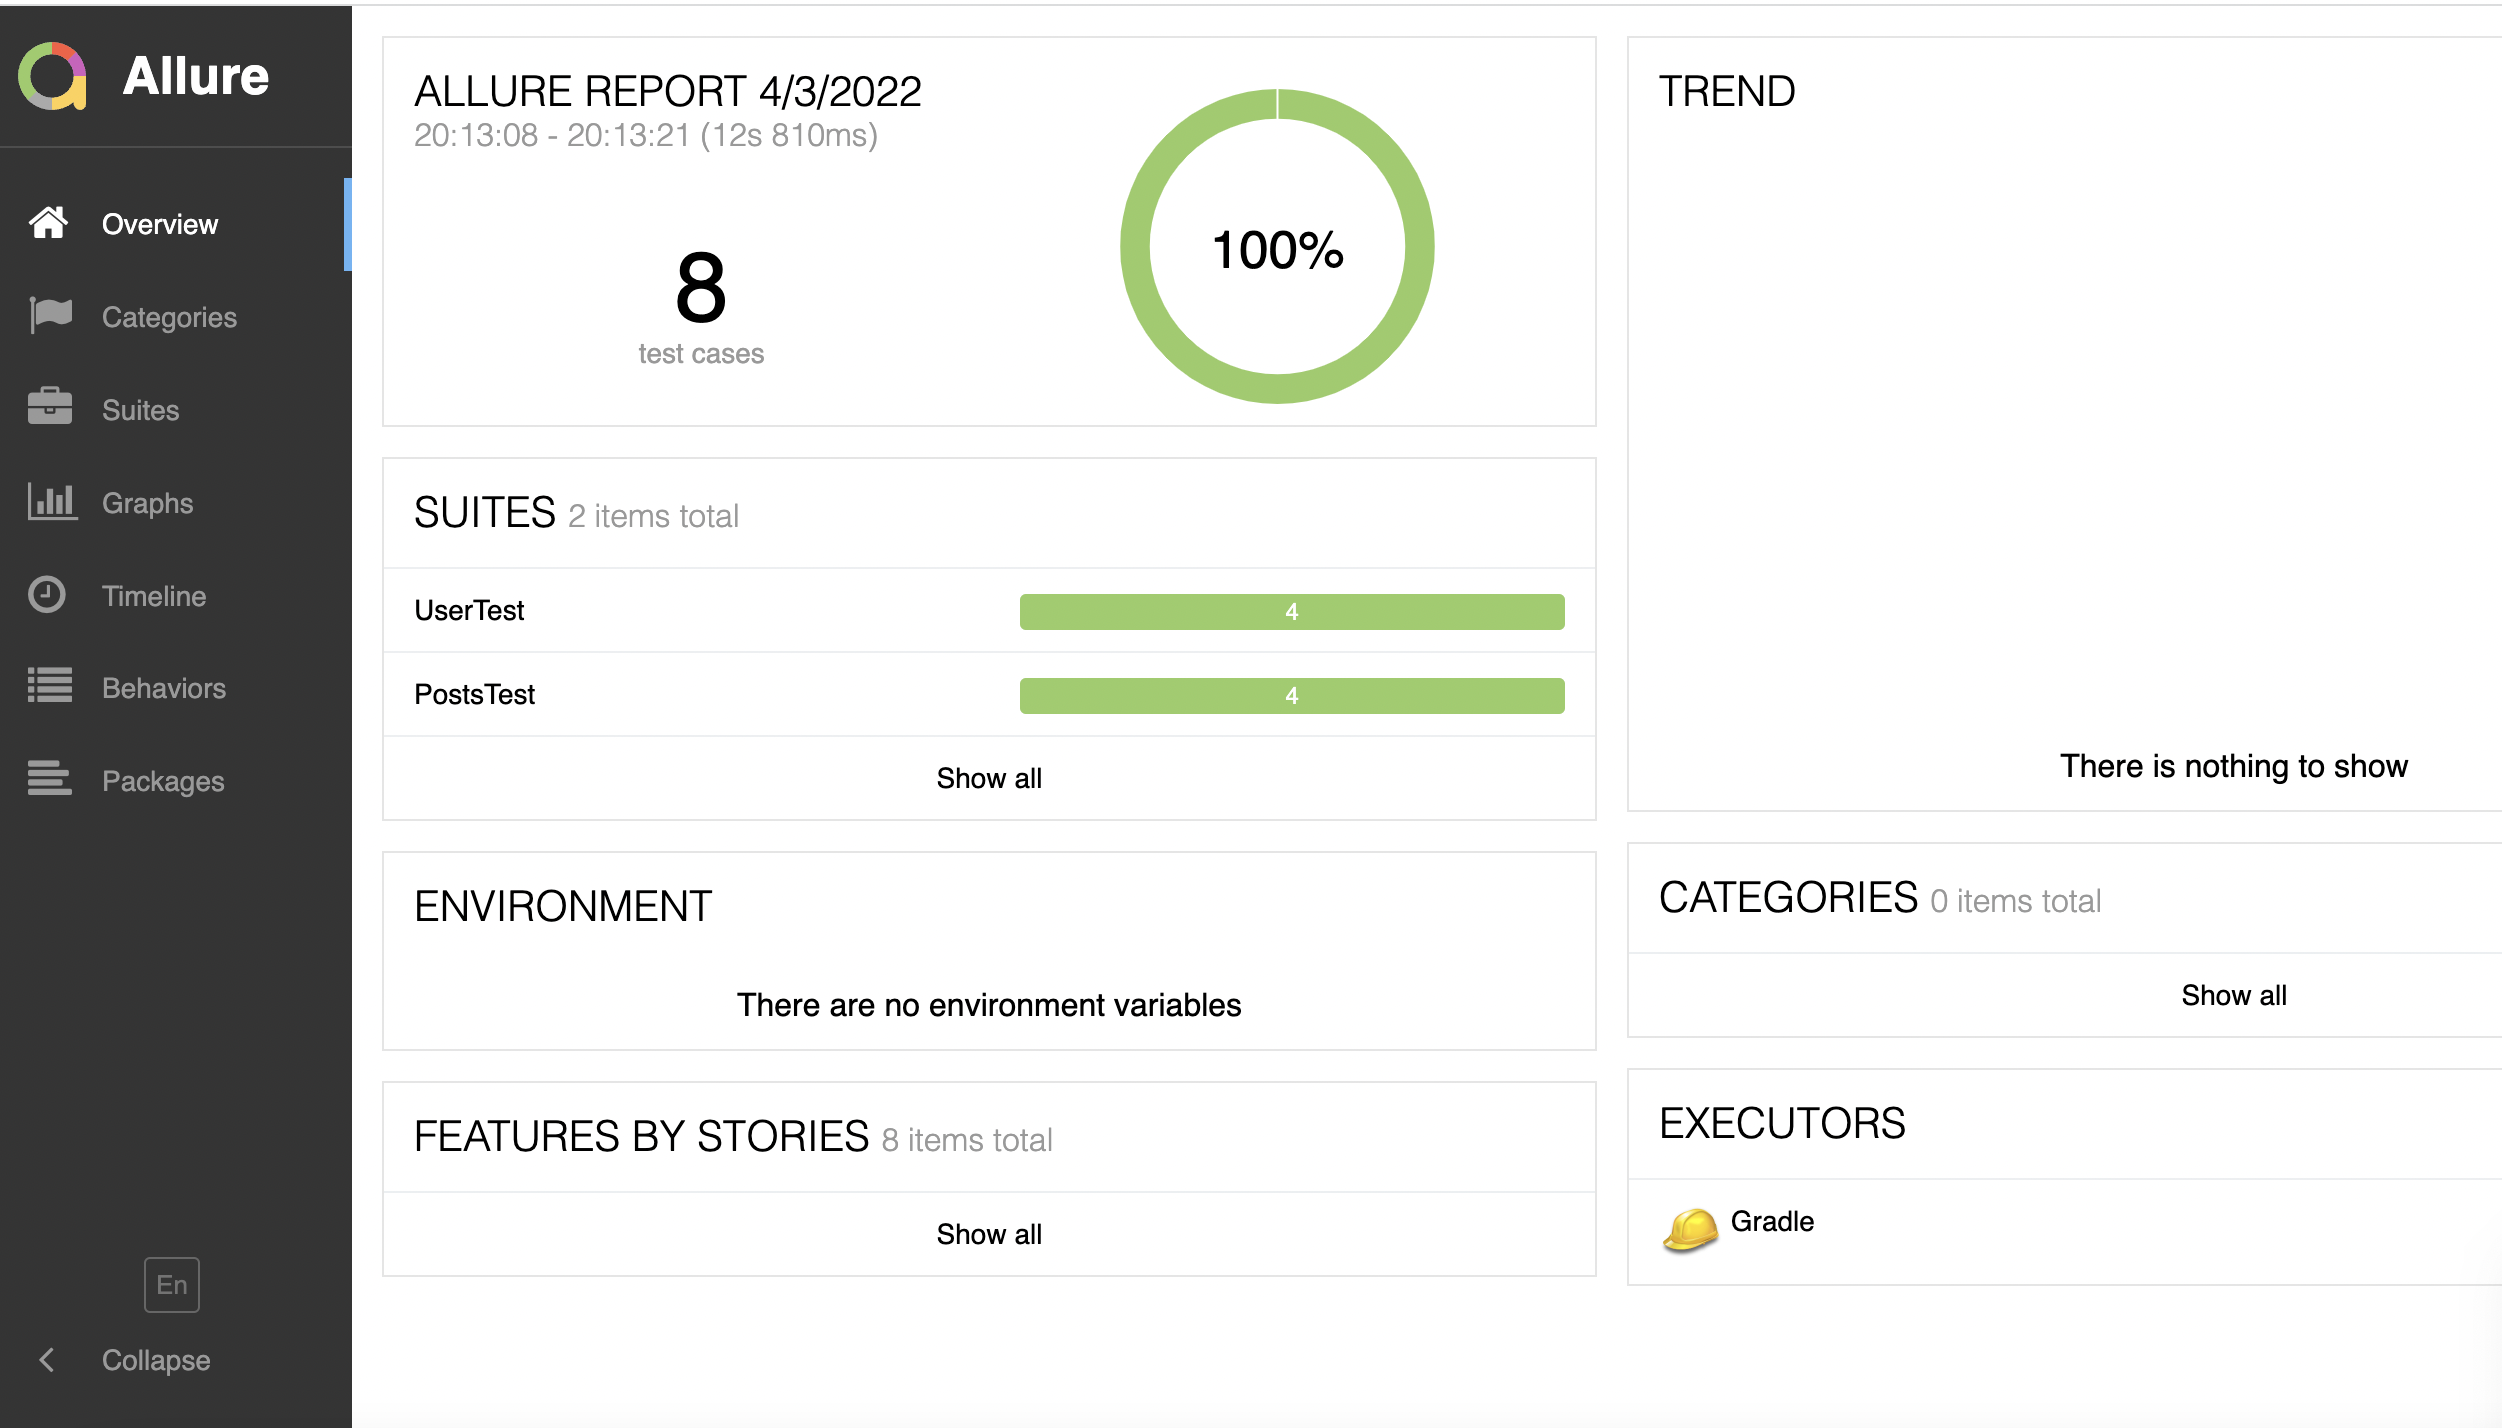 Allure
Overview
Categories
Suites
Graphs
Timeline
Behaviors
Packages
En
Collapse
ALLURE REPORT 4/3/2022
20:13:08 - 20:13:21 (12s 810ms)
8
test cases
100%
SUITES 2 items total
UserTest 4
PostsTest 4
Show all
ENVIRONMENT
There are no environment variables
FEATURES BY STORIES 8 items total
Show all
TREND
There is nothing to show
CATEGORIES 0 items total
Show all
EXECUTORS
Gradle